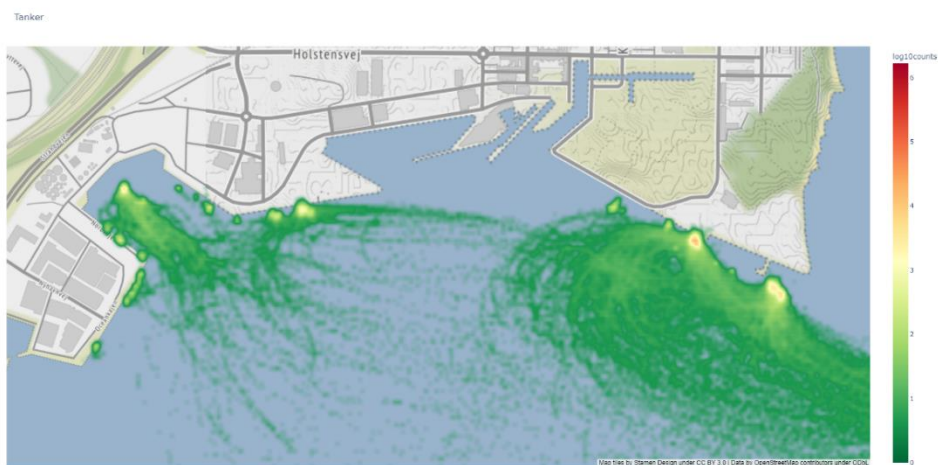 Tanker
log10counts
Holstensvej
K
6
5
4
3
2
1
0
Map tiles by Stamen Design under CC BY 3.0 | Data by OpenStreetMap contributors under ODbL